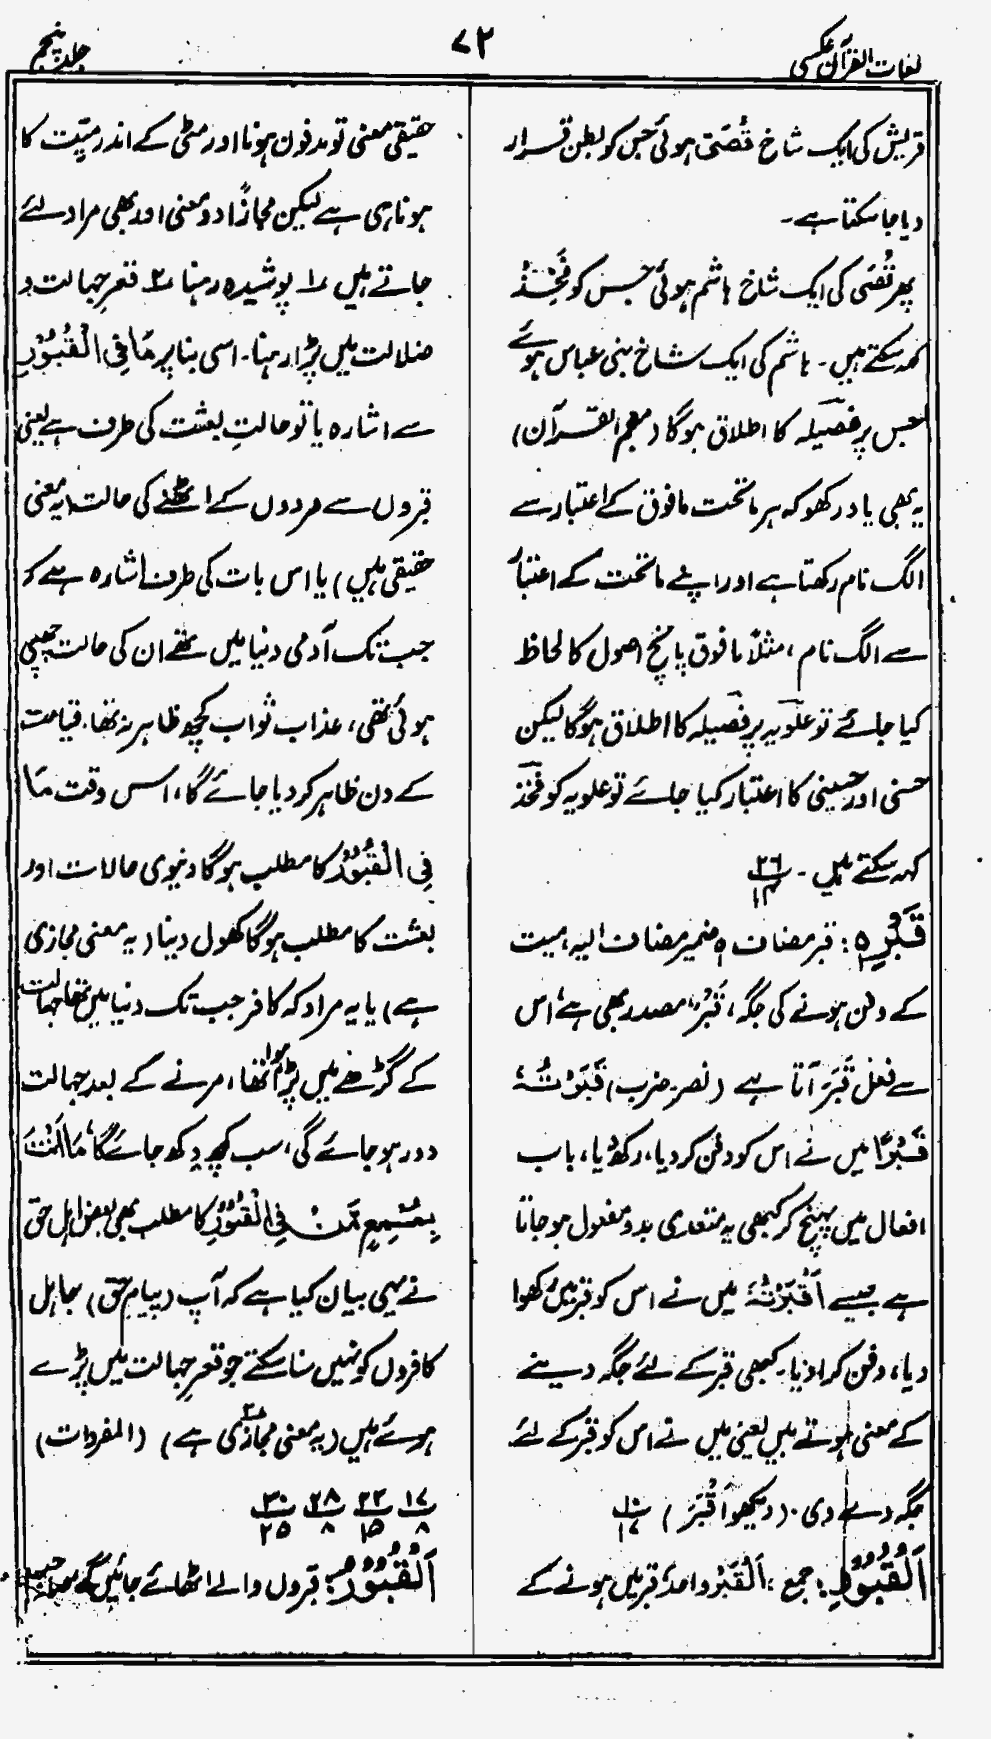 لغات القرآن عکسی
۷۲
جلد پنجم
قریش کی ایک شاخ قُصَی ہوئی جس کو بطن قرار
دیا جا سکتا ہے۔
پھر قُصَی کی ایک شاخ ہاشم ہوئی جس کو فَخِذ
کہہ سکتے ہیں۔ ہاشم کی ایک شاخ بنی عباس ہوئے
جس پر فصیلہ کا اطلاق ہوگا (معجم القرآن)
یہ بھی یاد رکھو کہ ہر ماتحت مافوق کے اعتبار سے
الگ نام رکھتا ہے اور اپنے ماتحت کے اعتبار
سے الگ نام، مثلاً مافوق پانچ اصول کا لحاظ
کیا جائے تو علویہ پر فصیلہ کا اطلاق ہوگا لیکن
حسنی اور حسینی کا اعتبار کیا جائے تو علویہ کو فخذ
کہہ سکتے ہیں۔ ۲۶/۱۴
قَبْرِہٖ: قبر مضاف ہ ضمیر مضاف الیہ، میت
کے دفن ہونے کی جگہ، قَبْرٌ، مصدر بھی ہے، اس
سے فعل قَبَرَ آتا ہے (نصر۔ ضرب) قَبَرْتُہٗ
قَبْرًا میں نے اس کو دفن کر دیا، رکھ دیا، باب
افعال میں پہنچ کر کبھی یہ متعدی بدو مفعول ہو جاتا
ہے جیسے اَقْبَرْتُہٗ میں نے اس کو قبر میں رکھوا
دیا، دفن کرا دیا۔ کبھی قبر کے لئے جگہ دینے
کے معنی ہوتے ہیں یعنی میں نے اس کو قبر کے لئے
جگہ دے دی۔ (دیکھو اَقْبَرَ) ۱۰/۱۷
اَلْقُبُوْرِ: جمع: اَلْقَبْرُ واحد، قبر میں ہونے کے
حقیقی معنی تو مدفون ہونا اور مٹی کے اندر میّت کا
ہونا ہی ہے لیکن مجازًا دو معنی اور بھی مراد لئے
جاتے ہیں ۱؎ پوشیدہ رہنا ۲؎ قعرِ جہالت و
ضلالت میں پڑا رہنا۔ اسی بنا پر مَا فِی الْقُبُوْرِ
سے اشارہ یا تو حالتِ بعثت کی طرف ہے یعنی
قبروں سے مردوں کے اٹھنے کی حالت (یہ معنی
حقیقی ہیں) یا اس بات کی طرف اشارہ ہے کہ
جب تک آدمی دنیا میں تھے ان کی حالت چھپی
ہوئی تھی، عذاب ثواب کچھ ظاہر نہ تھا۔ قیامت
کے دن ظاہر کر دیا جائے گا، اس وقت مَا
فِی الْقُبُوْرِ کا مطلب ہوگا دنیوی حالات اور
بعثت کا مطلب ہوگا کھول دینا (یہ معنی مجازی
ہے) یا یہ مراد کہ کافر جب تک دنیا میں تھا جہالت
کے گڑھے میں پڑا ہوا تھا، مرنے کے بعد جہالت
دور ہو جائے گی، سب کچھ دکھ جائے گا، مَا اَنْتَ
بِمُسْمِعٍ مَّنْ فِی الْقُبُوْرِ کا مطلب بھی بعض اہل حق
نے یہی بیان کیا ہے کہ آپ (پیامِ حق) جاہل
کافروں کو نہیں سنا سکتے جو قعرِ جہالت میں پڑے
ہوئے ہیں (یہ معنی مجازی ہے) (المفردات)
۱۷/۸ ۲۲/۱۵ ۲۸/۸ ۳۰/۲۵
اَلْقُبُوْرُ: قبروں والے اٹھائے جائیں گے